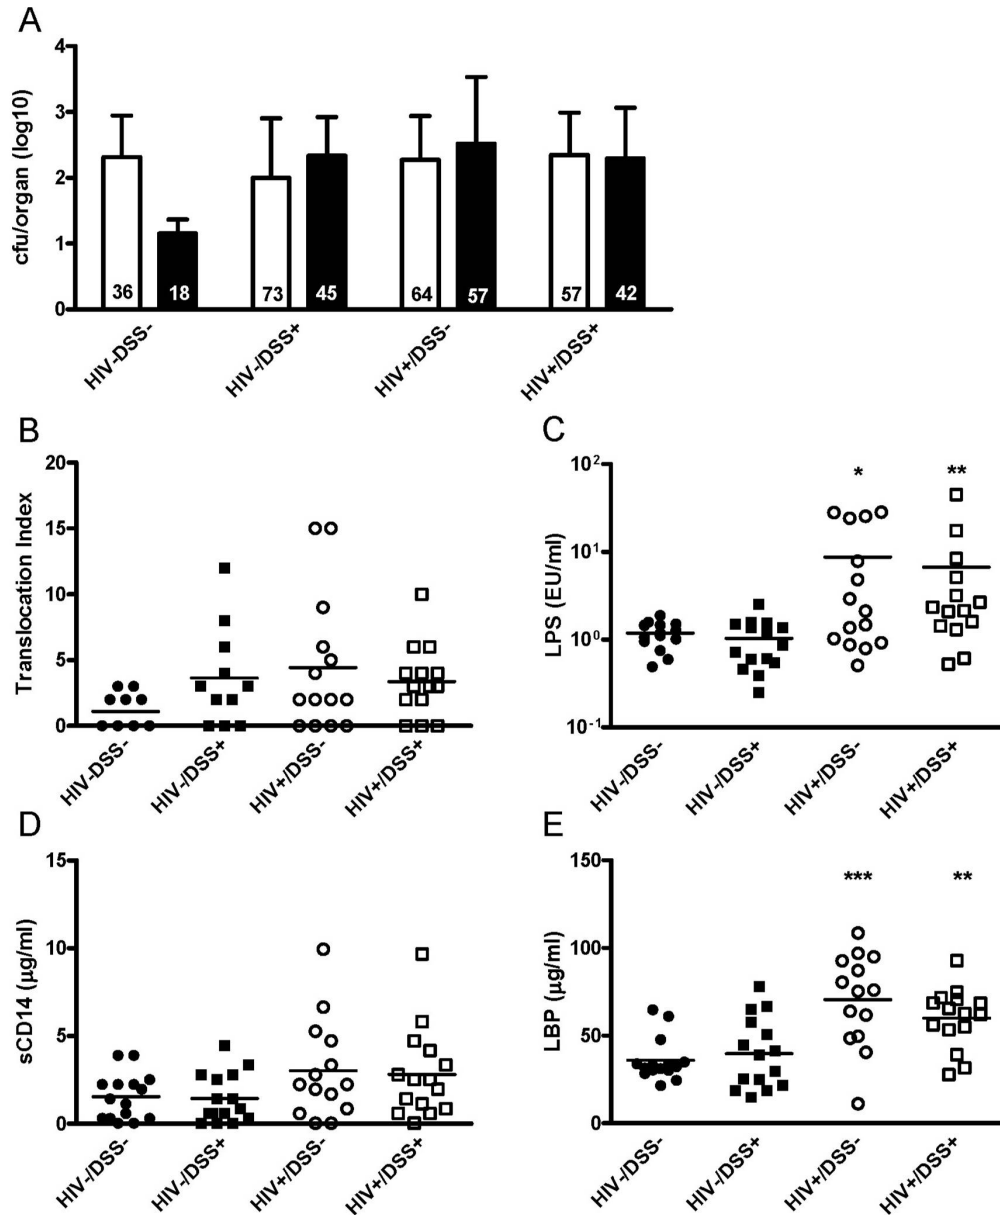 A
cfu/organ (log10)
4
3
2
1
0
36
18
73
45
64
57
57
42
HIV-DSS-
HIV-/DSS+
HIV+/DSS-
HIV+/DSS+
B
Translocation Index
20
15
10
5
0
HIV-DSS-
HIV-/DSS+
HIV+/DSS-
HIV+/DSS+
C
LPS (EU/ml)
10²
10¹
10⁰
10⁻¹
*
**
HIV-/DSS-
HIV-/DSS+
HIV+/DSS-
HIV+/DSS+
D
sCD14 (µg/ml)
15
10
5
0
HIV-/DSS-
HIV-/DSS+
HIV+/DSS-
HIV+/DSS+
E
LBP (µg/ml)
150
100
50
0
***
**
HIV-/DSS-
HIV-/DSS+
HIV+/DSS-
HIV+/DSS+